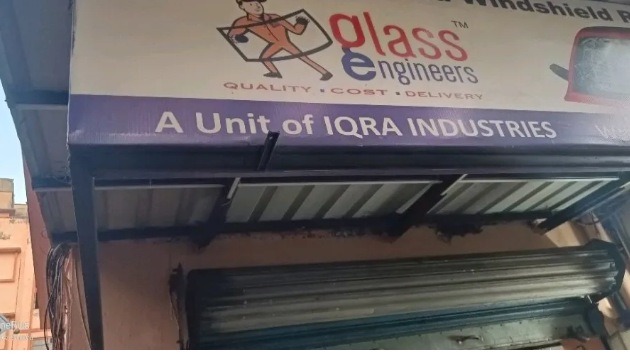 Windshield
glass
engineers
TM
QUALITY • COST • DELIVERY
A Unit of IQRA INDUSTRIES